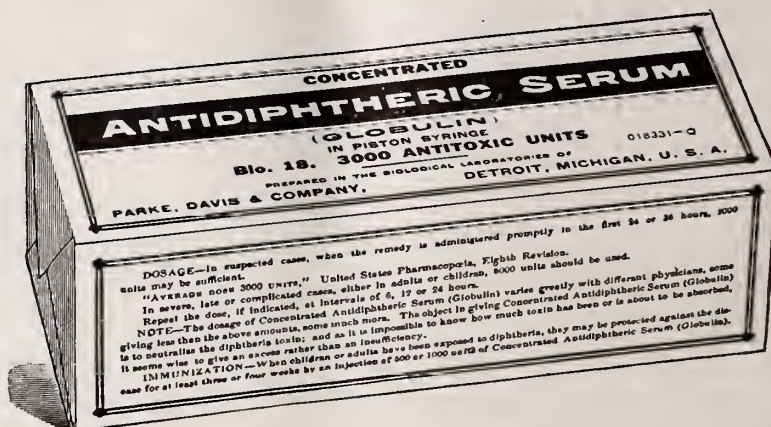 CONCENTRATED
ANTIDIPHTHERIC SERUM
(GLOBULIN)
IN PISTON SYRINGE
Bio. 18. 3000 ANTITOXIC UNITS 018331-Q
PREPARED IN THE BIOLOGICAL LABORATORIES OF
PARKE, DAVIS & COMPANY, DETROIT, MICHIGAN, U. S. A.
DOSAGE—In suspected cases, when the remedy is administered promptly in the first 24 or 36 hours, 3000
units may be sufficient.
"AVERAGE DOSE 3000 UNITS," United States Pharmacopœia, Eighth Revision.
In severe, late or complicated cases, either in adults or children, 5000 units should be used.
Repeat the dose, if indicated, at intervals of 6, 12 or 24 hours.
NOTE—The dosage of Concentrated Antidiphtheric Serum (Globulin) varies greatly with different physicians, some
giving less than the above amounts, some much more. The object in giving Concentrated Antidiphtheric Serum (Globulin)
is to neutralize the diphtheria toxin; and as it is impossible to know how much toxin has been or is about to be absorbed,
it seems wise to give an excess rather than an insufficiency.
IMMUNIZATION—When children or adults have been exposed to diphtheria, they may be protected against the dis-
ease for at least three or four weeks by an injection of 500 or 1000 units of Concentrated Antidiphtheric Serum (Globulin).